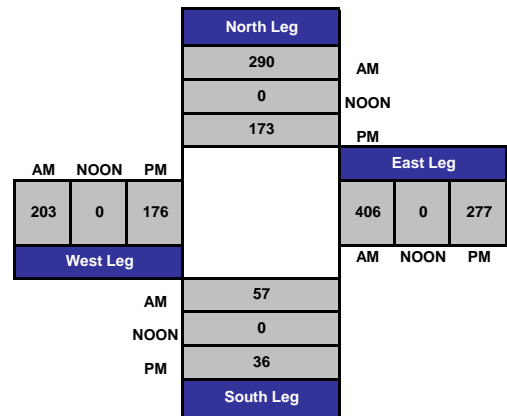 North Leg
290
AM
0
NOON
173
PM
AM NOON PM
East Leg
203 0 176
406 0 277
West Leg
AM NOON PM
AM
57
NOON
0
PM
36
South Leg